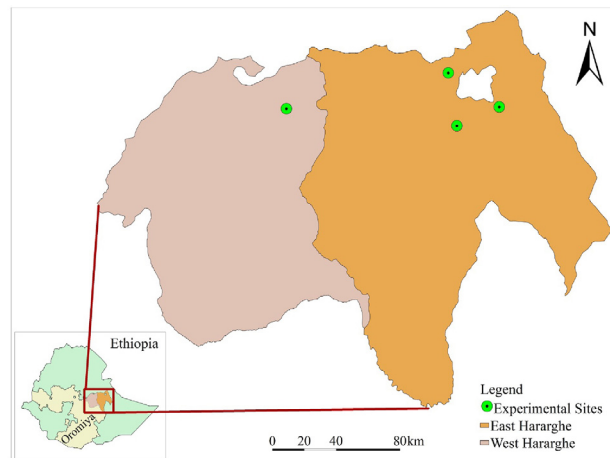 N
Ethiopia
Oromiya
Legend
Experimental Sites
East Hararghe
West Hararghe
0 20 40 80km